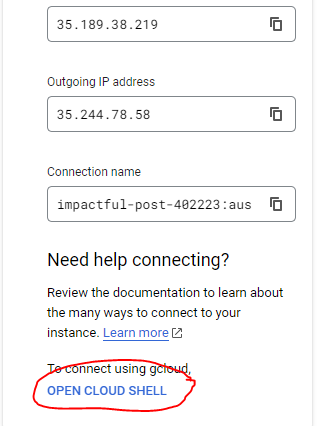 35.189.38.219
Outgoing IP address
35.244.78.58
Connection name
impactful-post-402223:aus
Need help connecting?
Review the documentation to learn about
the many ways to connect to your
instance. Learn more
To connect using gcloud,
OPEN CLOUD SHELL